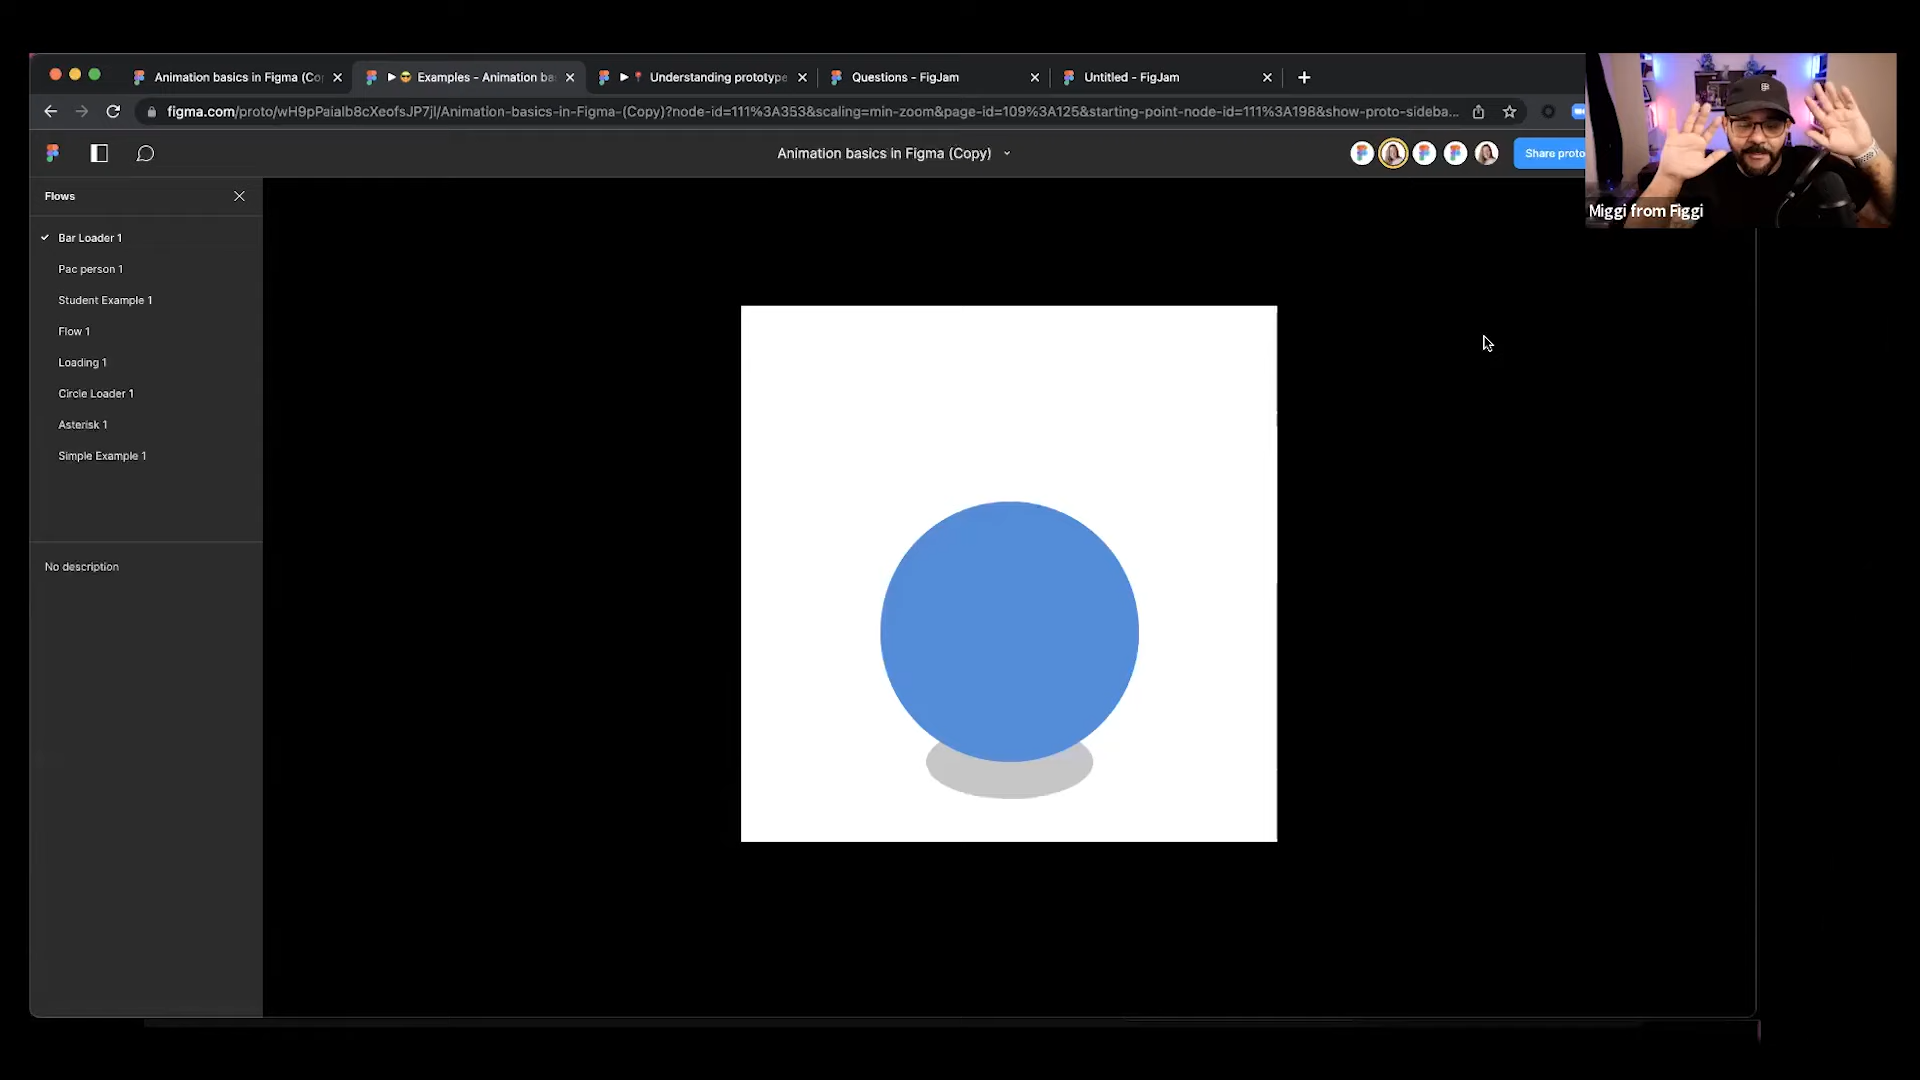 Animation basics in Figma (Co
Examples - Animation ba
Understanding prototype
Questions - FigJam
Untitled - FigJam
figma.com/proto/wH9pPaialb8cXeofsJP7jl/Animation-basics-in-Figma-(Copy)?node-id=111%3A353&scaling=min-zoom&page-id=109%3A125&starting-point-node-id=111%3A198&show-proto-sideba...
Animation basics in Figma (Copy)
Share proto
Miggi from Figgi
Flows
Bar Loader 1
Pac person 1
Student Example 1
Flow 1
Loading 1
Circle Loader 1
Asterisk 1
Simple Example 1
No description